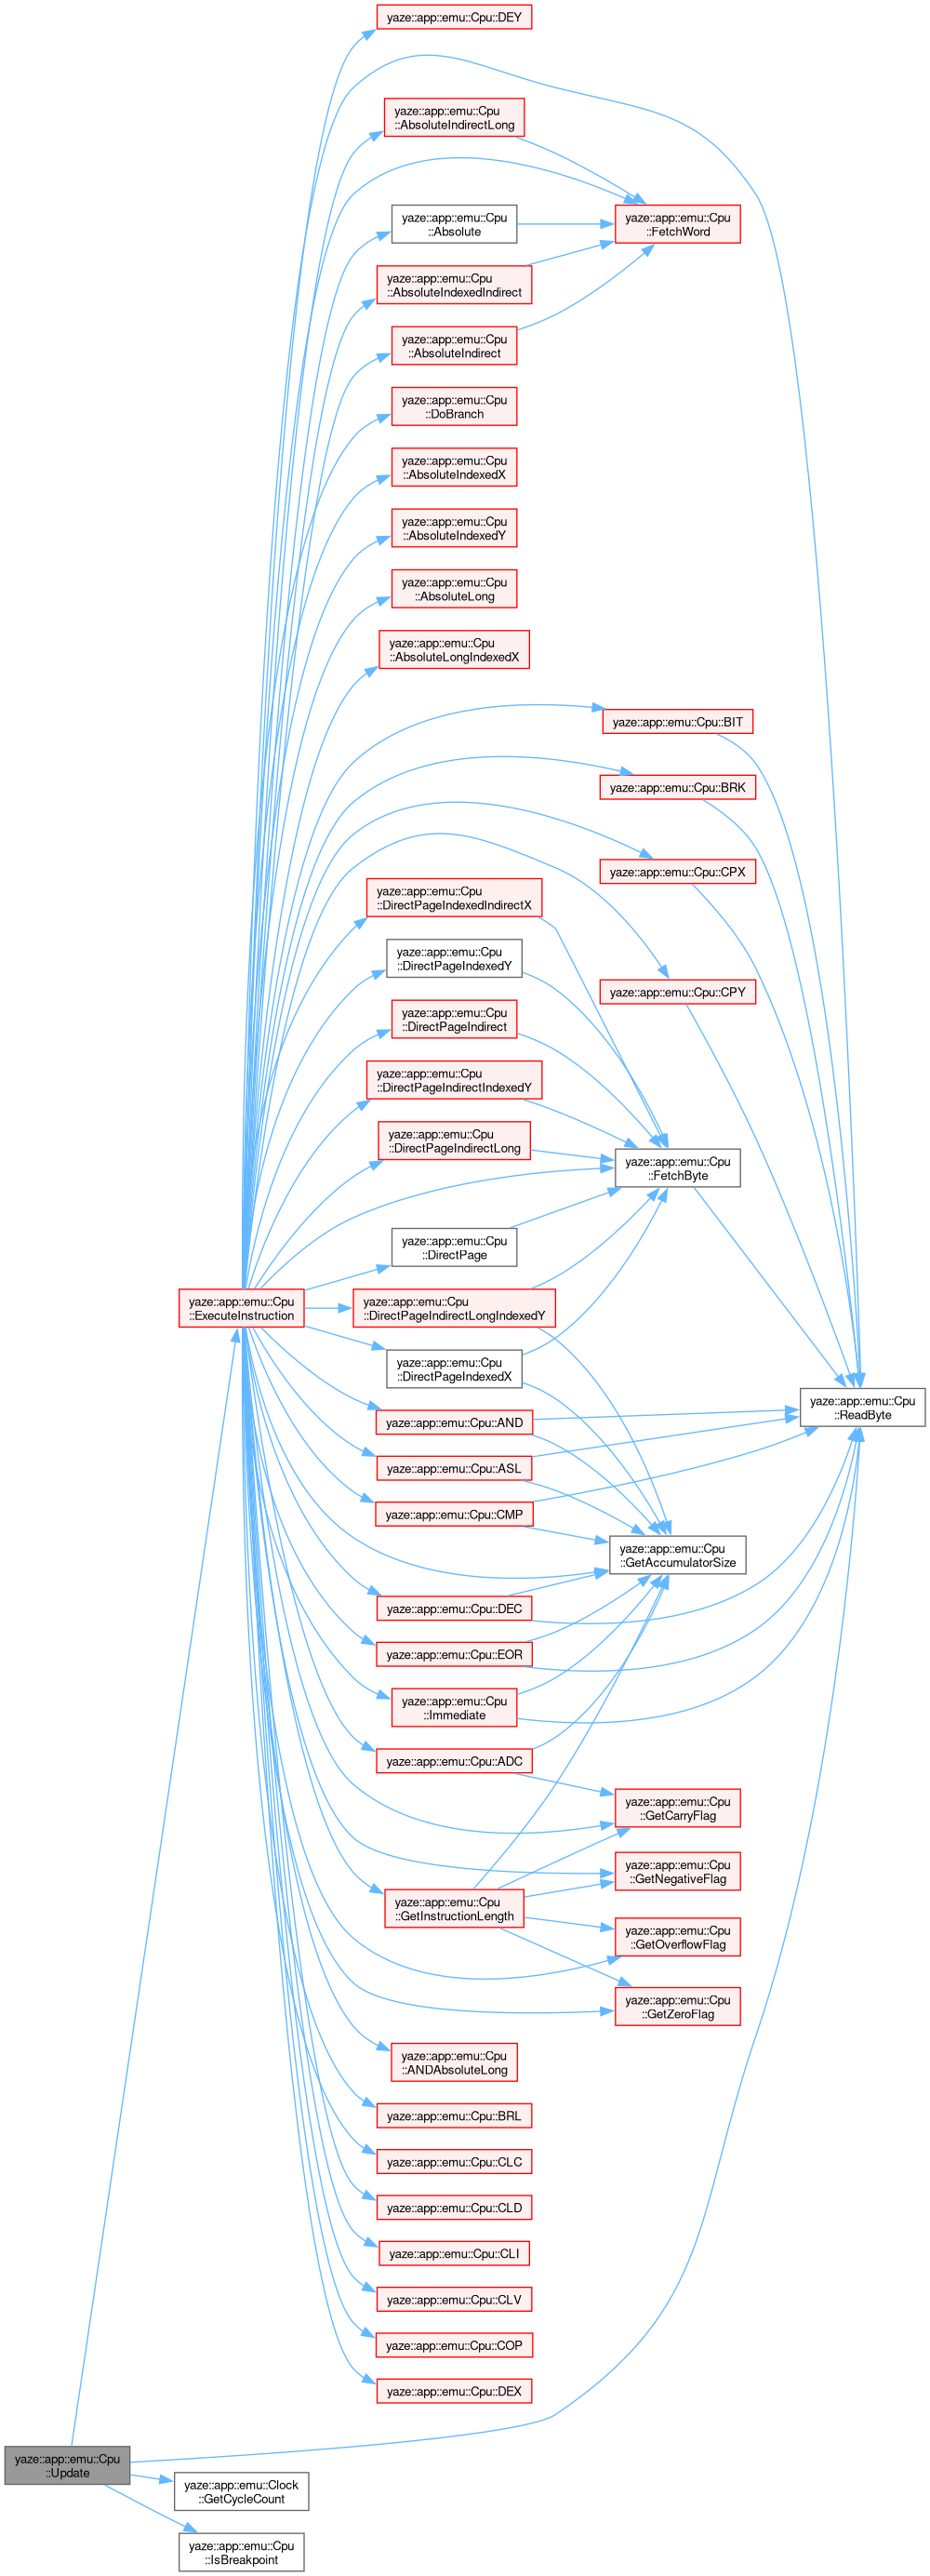 yaze::app::emu::Cpu::DEY
yaze::app::emu::Cpu
::AbsoluteIndirectLong
yaze::app::emu::Cpu
::Absolute
yaze::app::emu::Cpu
::FetchWord
yaze::app::emu::Cpu
::AbsoluteIndexedIndirect
yaze::app::emu::Cpu
::AbsoluteIndirect
yaze::app::emu::Cpu
::DoBranch
yaze::app::emu::Cpu
::AbsoluteIndexedX
yaze::app::emu::Cpu
::AbsoluteIndexedY
yaze::app::emu::Cpu
::AbsoluteLong
yaze::app::emu::Cpu
::AbsoluteLongIndexedX
yaze::app::emu::Cpu::BIT
yaze::app::emu::Cpu::BRK
yaze::app::emu::Cpu::CPX
yaze::app::emu::Cpu
::DirectPageIndexedIndirectX
yaze::app::emu::Cpu
::DirectPageIndexedY
yaze::app::emu::Cpu::CPY
yaze::app::emu::Cpu
::DirectPageIndirect
yaze::app::emu::Cpu
::DirectPageIndirectIndexedY
yaze::app::emu::Cpu
::DirectPageIndirectLong
yaze::app::emu::Cpu
::FetchByte
yaze::app::emu::Cpu
::DirectPage
yaze::app::emu::Cpu
::ExecuteInstruction
yaze::app::emu::Cpu
::DirectPageIndirectLongIndexedY
yaze::app::emu::Cpu
::DirectPageIndexedX
yaze::app::emu::Cpu
::ReadByte
yaze::app::emu::Cpu::AND
yaze::app::emu::Cpu::ASL
yaze::app::emu::Cpu::CMP
yaze::app::emu::Cpu
::GetAccumulatorSize
yaze::app::emu::Cpu::DEC
yaze::app::emu::Cpu::EOR
yaze::app::emu::Cpu
::Immediate
yaze::app::emu::Cpu::ADC
yaze::app::emu::Cpu
::GetCarryFlag
yaze::app::emu::Cpu
::GetNegativeFlag
yaze::app::emu::Cpu
::GetInstructionLength
yaze::app::emu::Cpu
::GetOverflowFlag
yaze::app::emu::Cpu
::GetZeroFlag
yaze::app::emu::Cpu
::ANDAbsoluteLong
yaze::app::emu::Cpu::BRL
yaze::app::emu::Cpu::CLC
yaze::app::emu::Cpu::CLD
yaze::app::emu::Cpu::CLI
yaze::app::emu::Cpu::CLV
yaze::app::emu::Cpu::COP
yaze::app::emu::Cpu::DEX
yaze::app::emu::Cpu
::Update
yaze::app::emu::Clock
::GetCycleCount
yaze::app::emu::Cpu
::IsBreakpoint